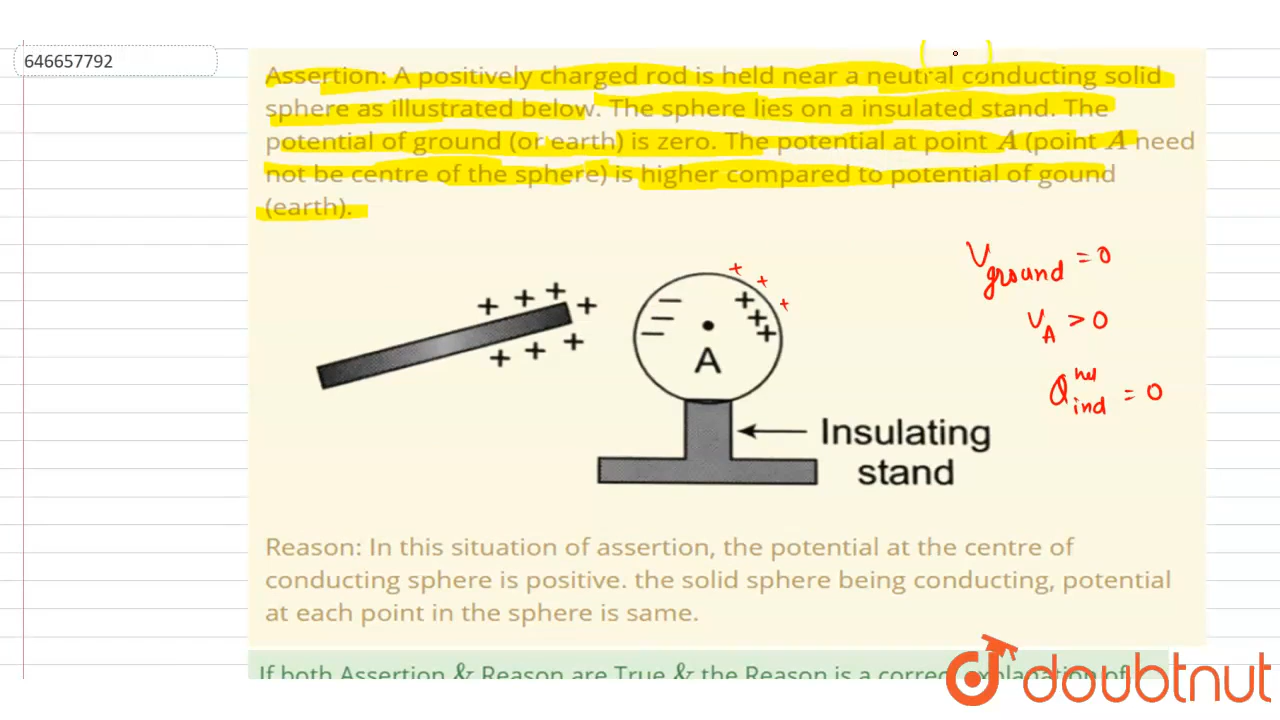 646657792
Assertion: A positively charged rod is held near a neutral conducting solid
sphere as illustrated below. The sphere lies on a insulated stand. The
potential of ground (or earth) is zero. The potential at point A (point A need
not be centre of the sphere) is higher compared to potential of gound
(earth).
V ground = 0
V A > 0
Q net ind = 0
+ + + +
+ + +
+ + +
− − −
+ + +
A
Insulating
stand
Reason: In this situation of assertion, the potential at the centre of
conducting sphere is positive. the solid sphere being conducting, potential
at each point in the sphere is same.
If both Assertion & Reason are True & the Reason is a correct explanation of
doubtnut